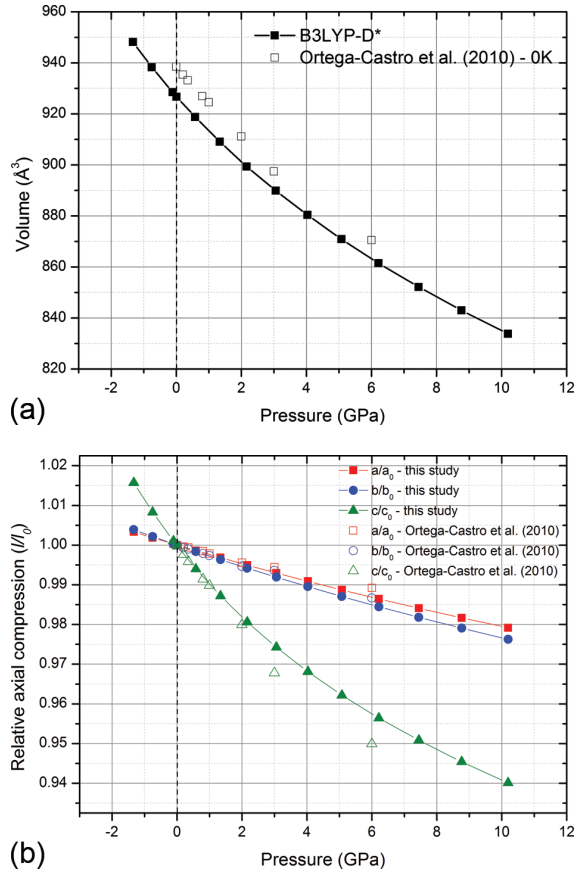 960
940
920
900
880
860
840
820
Volume (Å³)
B3LYP-D*
Ortega-Castro et al. (2010) - 0K
-2 0 2 4 6 8 10 12
Pressure (GPa)
(a)
1.02
1.01
1.00
0.99
0.98
0.97
0.96
0.95
0.94
Relative axial compression (l/l₀)
a/a₀ - this study
b/b₀ - this study
c/c₀ - this study
a/a₀ - Ortega-Castro et al. (2010)
b/b₀ - Ortega-Castro et al. (2010)
c/c₀ - Ortega-Castro et al. (2010)
-2 0 2 4 6 8 10 12
Pressure (GPa)
(b)